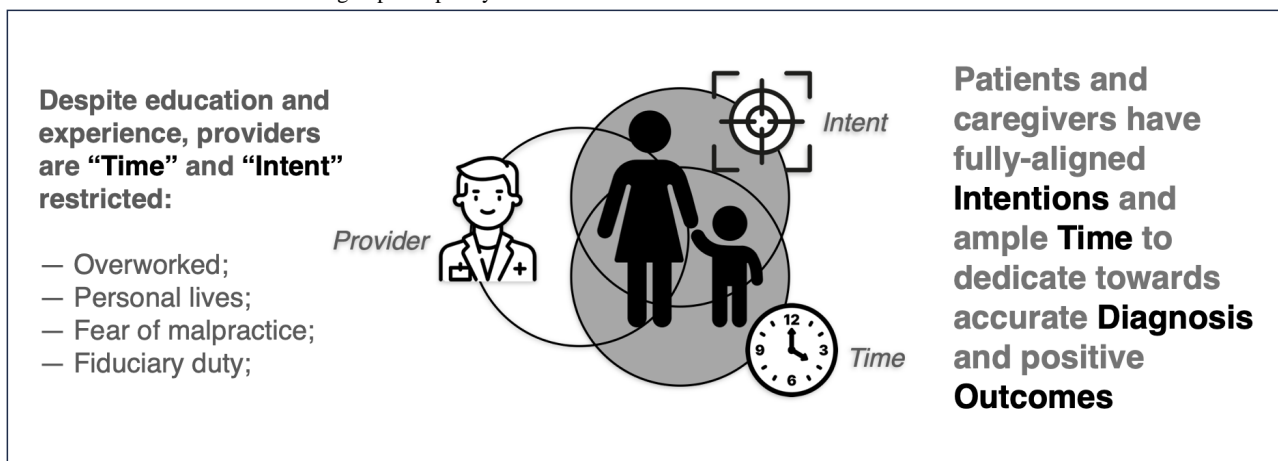 Despite education and
experience, providers
are “Time” and “Intent”
restricted:
— Overworked;
— Personal lives;
— Fear of malpractice;
— Fiduciary duty;
Provider
Intent
12
9
3
6
Time
Patients and
caregivers have
fully-aligned
Intentions and
ample Time to
dedicate towards
accurate Diagnosis
and positive
Outcomes